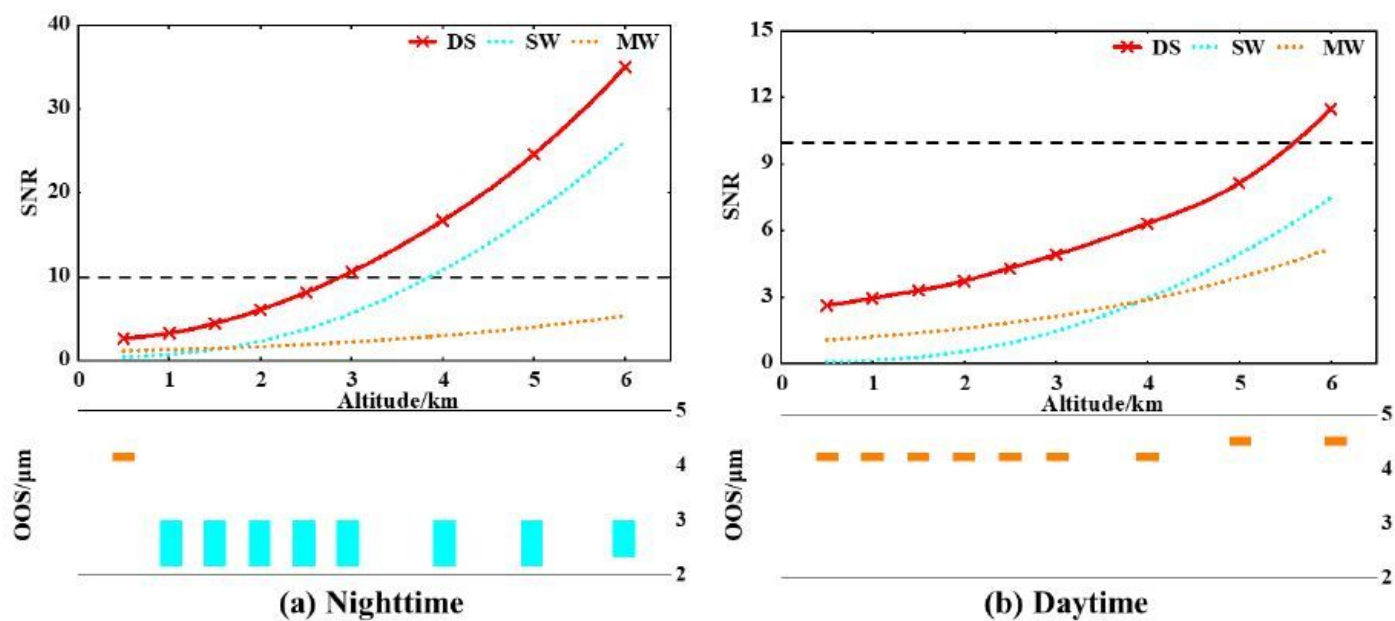 40
30
20
10
0
SNR
DS SW MW
0 1 2 3 4 5 6
Altitude/km
5
4
3
2
OOS/μm
(a) Nighttime
15
12
9
6
3
0
SNR
DS SW MW
0 1 2 3 4 5 6
Altitude/km
5
4
3
2
OOS/μm
(b) Daytime